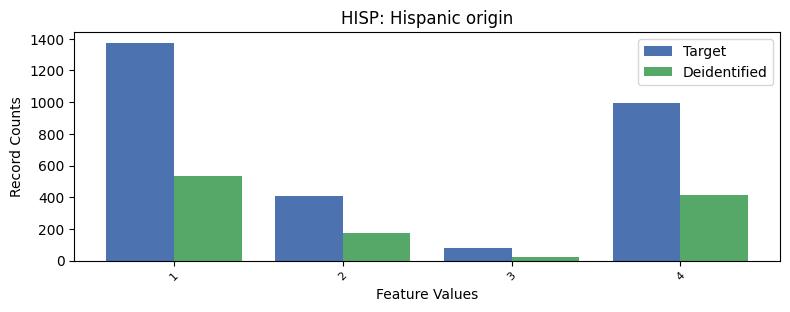 HISP: Hispanic origin
Target
Deidentified
Record Counts
1400
1200
1000
800
600
400
200
0
1
2
3
4
Feature Values